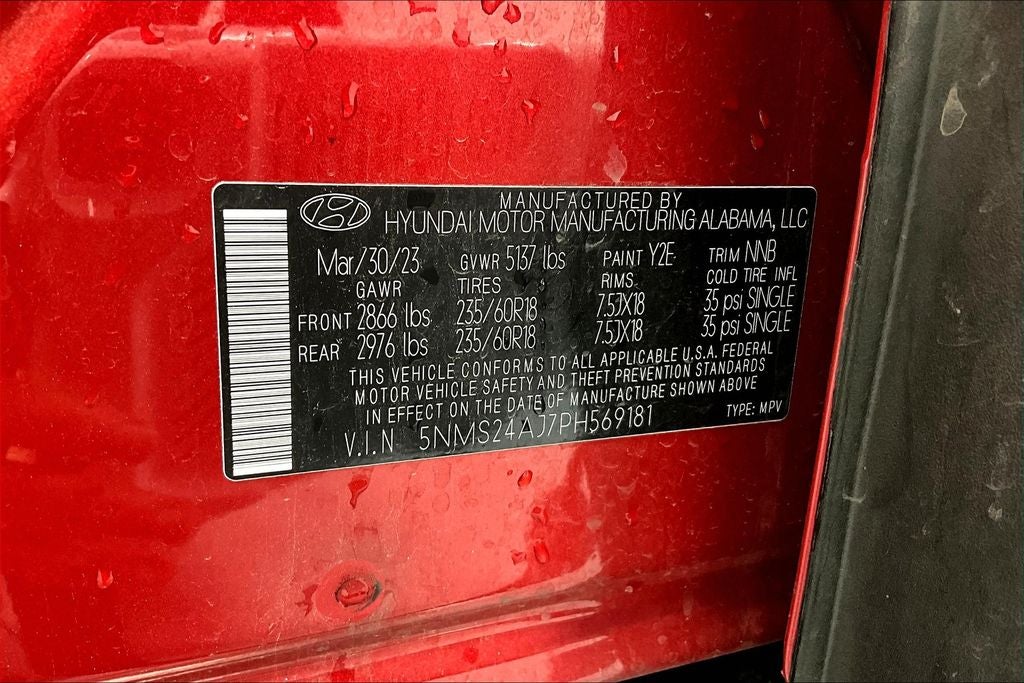 MANUFACTURED BY
HYUNDAI MOTOR MANUFACTURING ALABAMA, LLC
Mar/30/23 GVWR 5137 lbs PAINT Y2E TRIM NNB
GAWR TIRES RIMS COLD TIRE INFL
FRONT 2866 lbs 235/60R18 7.5JX18 35 psi SINGLE
REAR 2976 lbs 235/60R18 7.5JX18 35 psi SINGLE
THIS VEHICLE CONFORMS TO ALL APPLICABLE U.S.A. FEDERAL
MOTOR VEHICLE SAFETY AND THEFT PREVENTION STANDARDS
IN EFFECT ON THE DATE OF MANUFACTURE SHOWN ABOVE
V.I.N 5NMS24AJ7PH569181 TYPE: MPV